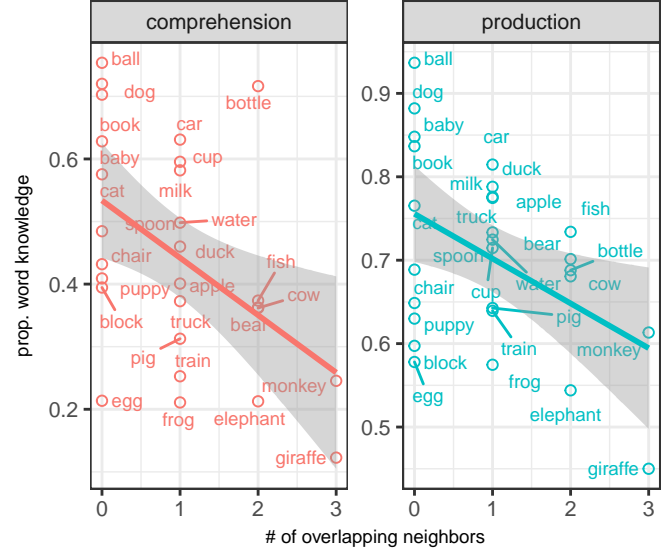 comprehension
production
prop. word knowledge
0.6
0.4
0.2
ball
dog
book
baby
cat
chair
puppy
block
egg
car
cup
milk
spoon
water
duck
apple
truck
pig
train
frog
bottle
fish
cow
bear
elephant
monkey
giraffe
0 1 2 3
0.9
0.8
0.7
0.6
0.5
ball
dog
baby
book
cat
chair
puppy
block
egg
car
duck
milk
apple
truck
spoon
water
cup
pig
train
frog
fish
bear
bottle
cow
elephant
monkey
giraffe
0 1 2 3
# of overlapping neighbors